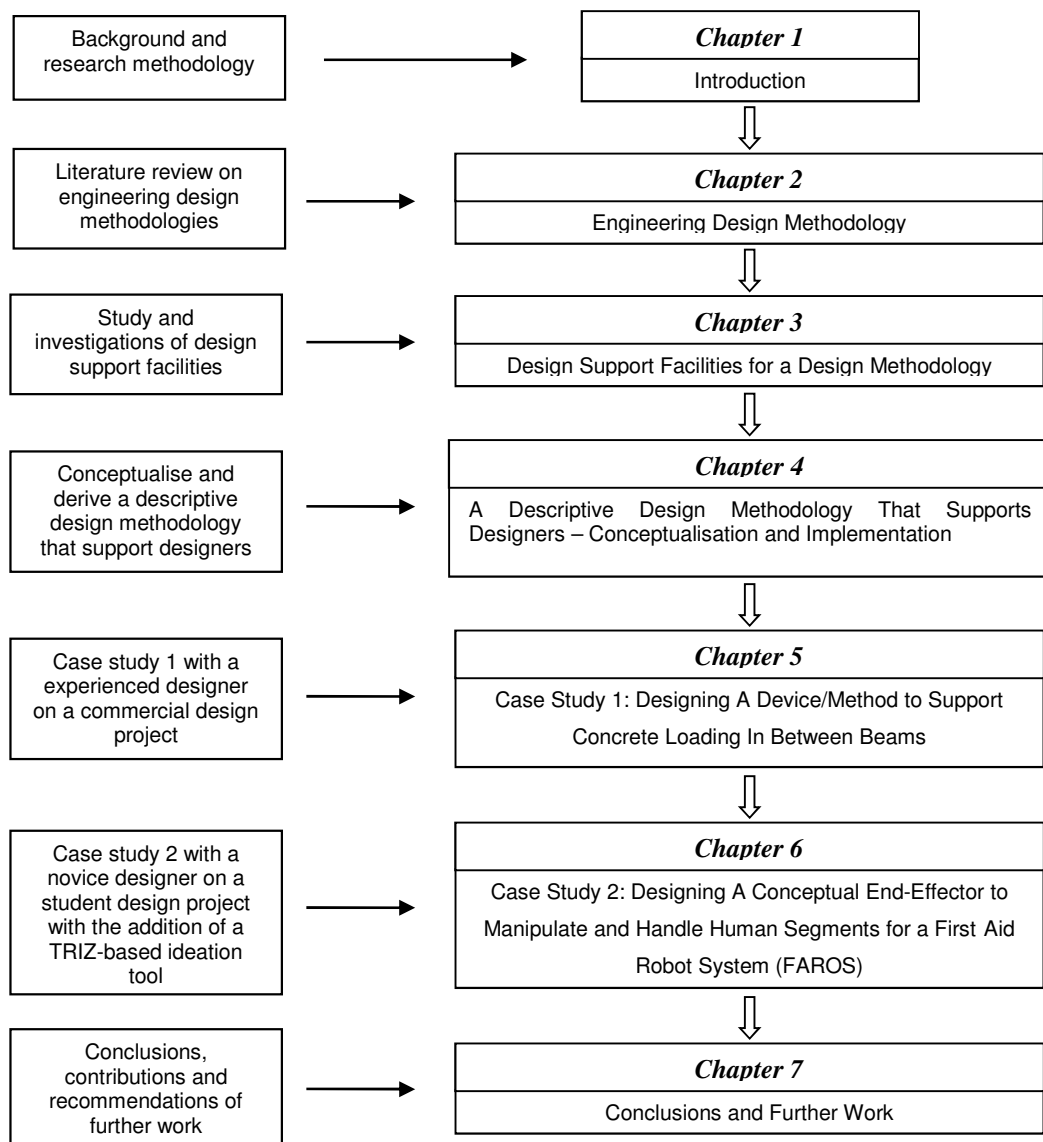 Background and
research methodology
Chapter 1
Introduction
Literature review on
engineering design
methodologies
Chapter 2
Engineering Design Methodology
Study and
investigations of design
support facilities
Chapter 3
Design Support Facilities for a Design Methodology
Conceptualise and
derive a descriptive
design methodology
that support designers
Chapter 4
A Descriptive Design Methodology That Supports
Designers – Conceptualisation and Implementation
Case study 1 with a
experienced designer
on a commercial design
project
Chapter 5
Case Study 1: Designing A Device/Method to Support
Concrete Loading In Between Beams
Case study 2 with a
novice designer on a
student design project
with the addition of a
TRIZ-based ideation
tool
Chapter 6
Case Study 2: Designing A Conceptual End-Effector to
Manipulate and Handle Human Segments for a First Aid
Robot System (FAROS)
Conclusions,
contributions and
recommendations of
further work
Chapter 7
Conclusions and Further Work